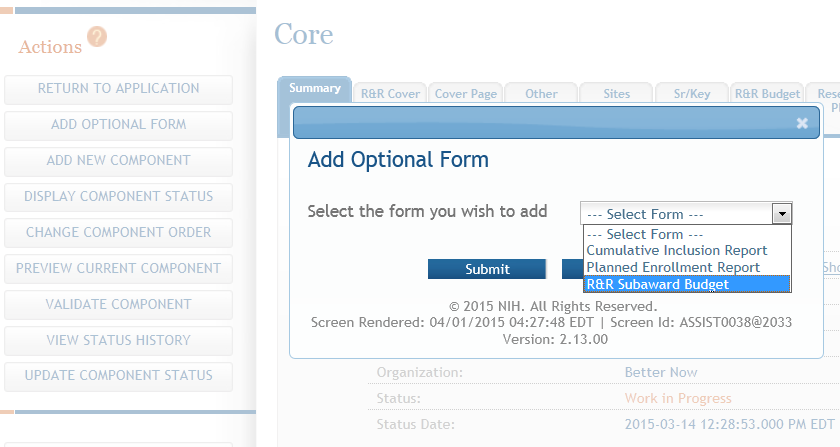 Actions ?
RETURN TO APPLICATION
ADD OPTIONAL FORM
ADD NEW COMPONENT
DISPLAY COMPONENT STATUS
CHANGE COMPONENT ORDER
PREVIEW CURRENT COMPONENT
VALIDATE COMPONENT
VIEW STATUS HISTORY
UPDATE COMPONENT STATUS
Core
Summary R&R Cover Cover Page Other Sites Sr/Key R&R Budget
Add Optional Form
Select the form you wish to add --- Select Form ---
--- Select Form ---
Cumulative Inclusion Report
Planned Enrollment Report
R&R Subaward Budget
Submit
© 2015 NIH. All Rights Reserved.
Screen Rendered: 04/01/2015 04:27:48 EDT | Screen Id: ASSIST0038@2033
Version: 2.13.00
Organization: Better Now
Status: Work in Progress
Status Date: 2015-03-14 12:28:53.000 PM EDT